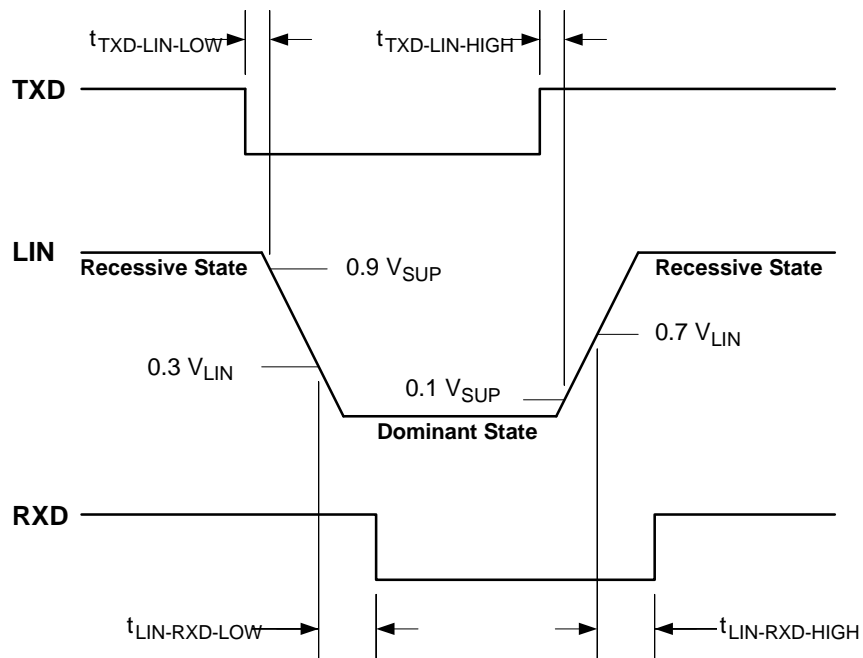 tTXD-LIN-LOW
tTXD-LIN-HIGH
TXD
LIN
Recessive State
0.9 VSUP
Recessive State
0.7 VLIN
0.3 VLIN
0.1 VSUP
Dominant State
RXD
tLIN-RXD-LOW
tLIN-RXD-HIGH